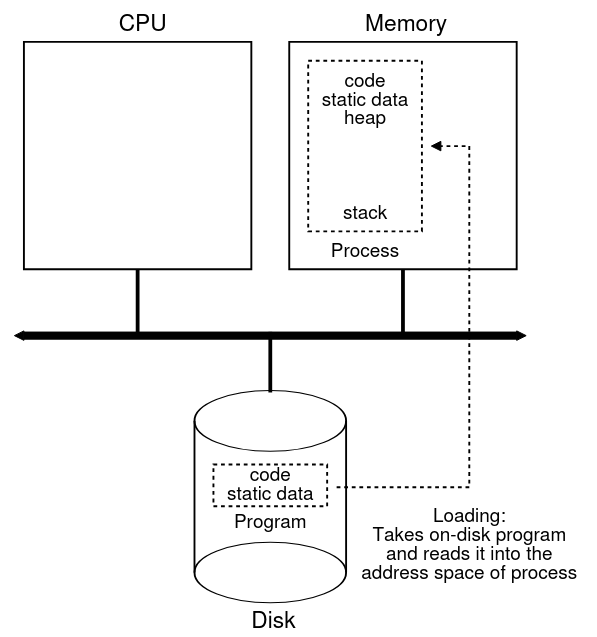 CPU
Memory
code
static data
heap
stack
Process
code
static data
Program
Loading:
Takes on-disk program
and reads it into the
address space of process
Disk